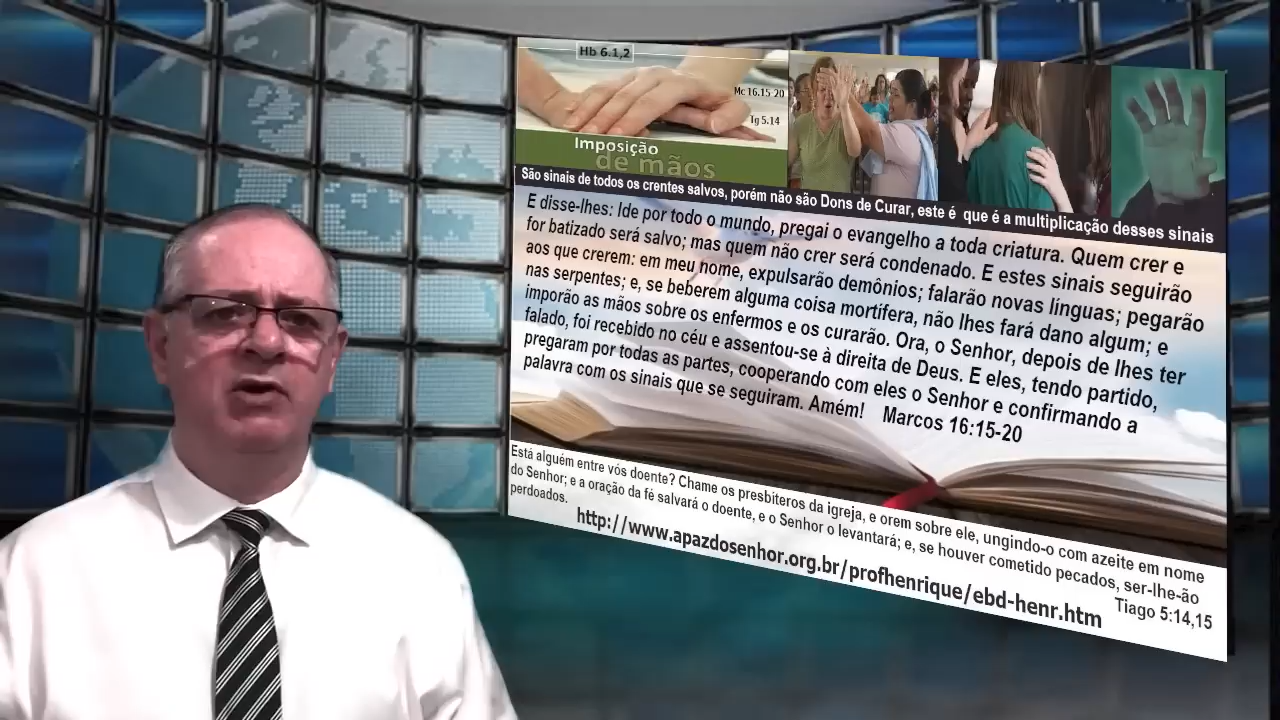 Hb 6.1,2
Mc 16.15-20
Tg 5.14
Imposição
de mãos
São sinais de todos os crentes salvos, porém não são Dons de Curar, este é que é a multiplicação desses sinais
E disse-lhes: Ide por todo o mundo, pregai o evangelho a toda criatura. Quem crer e
for batizado será salvo; mas quem não crer será condenado. E estes sinais seguirão
aos que crerem: em meu nome, expulsarão demônios; falarão novas línguas; pegarão
nas serpentes; e, se beberem alguma coisa mortífera, não lhes fará dano algum; e
imporão as mãos sobre os enfermos e os curarão. Ora, o Senhor, depois de lhes ter
falado, foi recebido no céu e assentou-se à direita de Deus. E eles, tendo partido,
pregaram por todas as partes, cooperando com eles o Senhor e confirmando a
palavra com os sinais que se seguiram. Amém! Marcos 16:15-20
Está alguém entre vós doente? Chame os presbíteros da igreja, e orem sobre ele, ungindo-o com azeite em nome
do Senhor; e a oração da fé salvará o doente, e o Senhor o levantará; e, se houver cometido pecados, ser-lhe-ão
perdoados.
Tiago 5:14,15
http://www.apazdosenhor.org.br/profhenrique/ebd-henr.htm